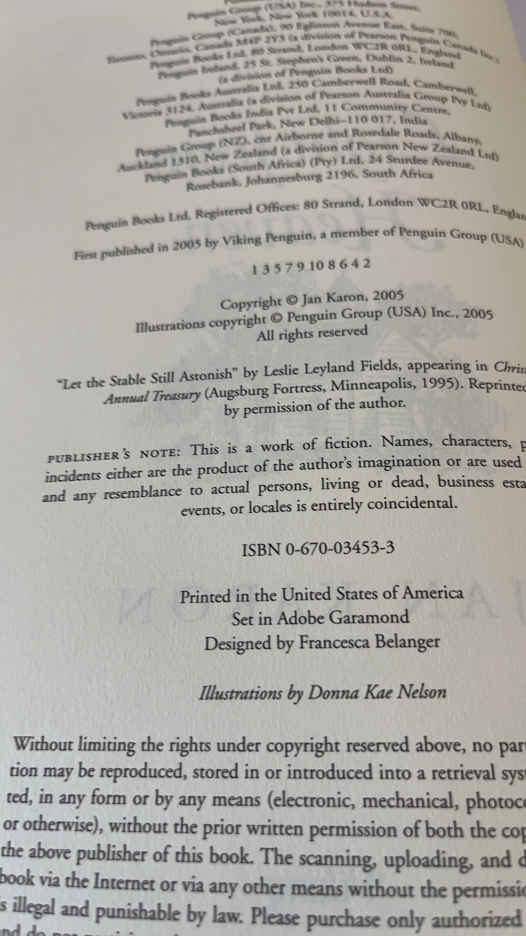 Penguin Group (USA) Inc., 375 Hudson Street,
New York, New York 10014, U.S.A.
Penguin Group (Canada), 90 Eglinton Avenue East, Suite 700,
Toronto, Ontario, Canada M4P 2Y3 (a division of Pearson Penguin Canada Inc.)
Penguin Books Ltd, 80 Strand, London WC2R 0RL, England
Penguin Ireland, 25 St. Stephen's Green, Dublin 2, Ireland
(a division of Penguin Books Ltd)
Penguin Books Australia Ltd, 250 Camberwell Road, Camberwell,
Victoria 3124, Australia (a division of Pearson Australia Group Pty Ltd)
Penguin Books India Pvt Ltd, 11 Community Centre,
Panchsheel Park, New Delhi–110 017, India
Penguin Group (NZ), cnr Airborne and Rosedale Roads, Albany,
Auckland 1310, New Zealand (a division of Pearson New Zealand Ltd)
Penguin Books (South Africa) (Pty) Ltd, 24 Sturdee Avenue,
Rosebank, Johannesburg 2196, South Africa
Penguin Books Ltd, Registered Offices: 80 Strand, London WC2R 0RL, Englan
First published in 2005 by Viking Penguin, a member of Penguin Group (USA)
1 3 5 7 9 10 8 6 4 2
Copyright © Jan Karon, 2005
Illustrations copyright © Penguin Group (USA) Inc., 2005
All rights reserved
"Let the Stable Still Astonish" by Leslie Leyland Fields, appearing in Chris
Annual Treasury (Augsburg Fortress, Minneapolis, 1995). Reprinted
by permission of the author.
PUBLISHER'S NOTE: This is a work of fiction. Names, characters, p
incidents either are the product of the author's imagination or are used
and any resemblance to actual persons, living or dead, business esta
events, or locales is entirely coincidental.
ISBN 0-670-03453-3
Printed in the United States of America
Set in Adobe Garamond
Designed by Francesca Belanger
Illustrations by Donna Kae Nelson
Without limiting the rights under copyright reserved above, no par
tion may be reproduced, stored in or introduced into a retrieval sys
ted, in any form or by any means (electronic, mechanical, photoco
or otherwise), without the prior written permission of both the cop
the above publisher of this book. The scanning, uploading, and d
book via the Internet or via any other means without the permissio
s illegal and punishable by law. Please purchase only authorized